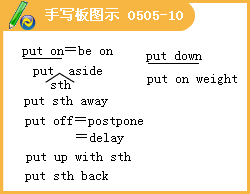 手写板图示 0505-10
put on=be on
put down
put aside
sth
put on weight
put sth away
put off=postpone
=delay
put up with sth
put sth back